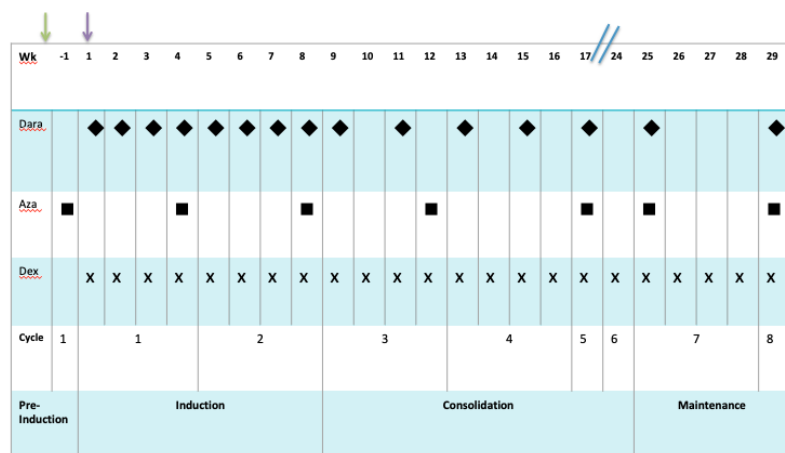 Wk -1 1 2 3 4 5 6 7 8 9 10 11 12 13 14 15 16 17 24 25 26 27 28 29
Dara
Aza
Dex X X X X X X X X X X X X X X X X X X X X X X X
Cycle 1 1 2 3 4 5 6 7 8
Pre-
Induction Induction Consolidation Maintenance